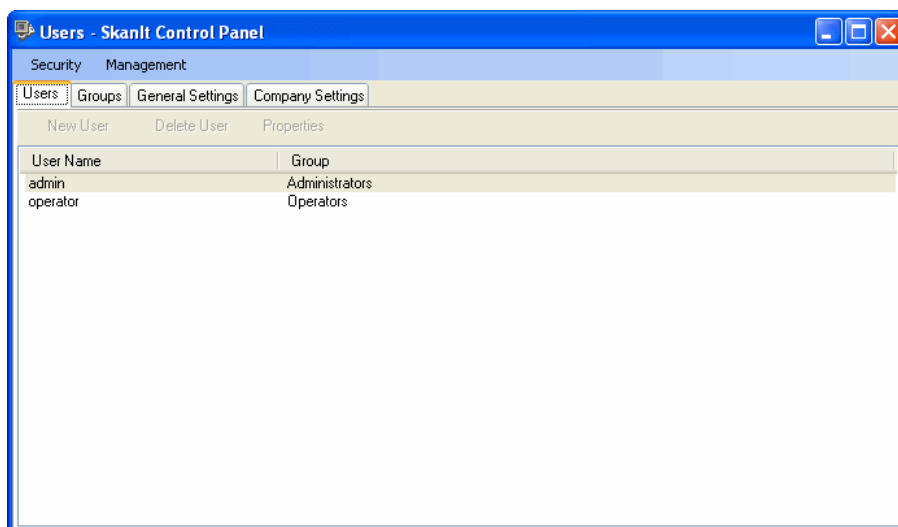 Users - SkanIt Control Panel
Security Management
Users Groups General Settings Company Settings
New User Delete User Properties
User Name Group
admin Administrators
operator Operators